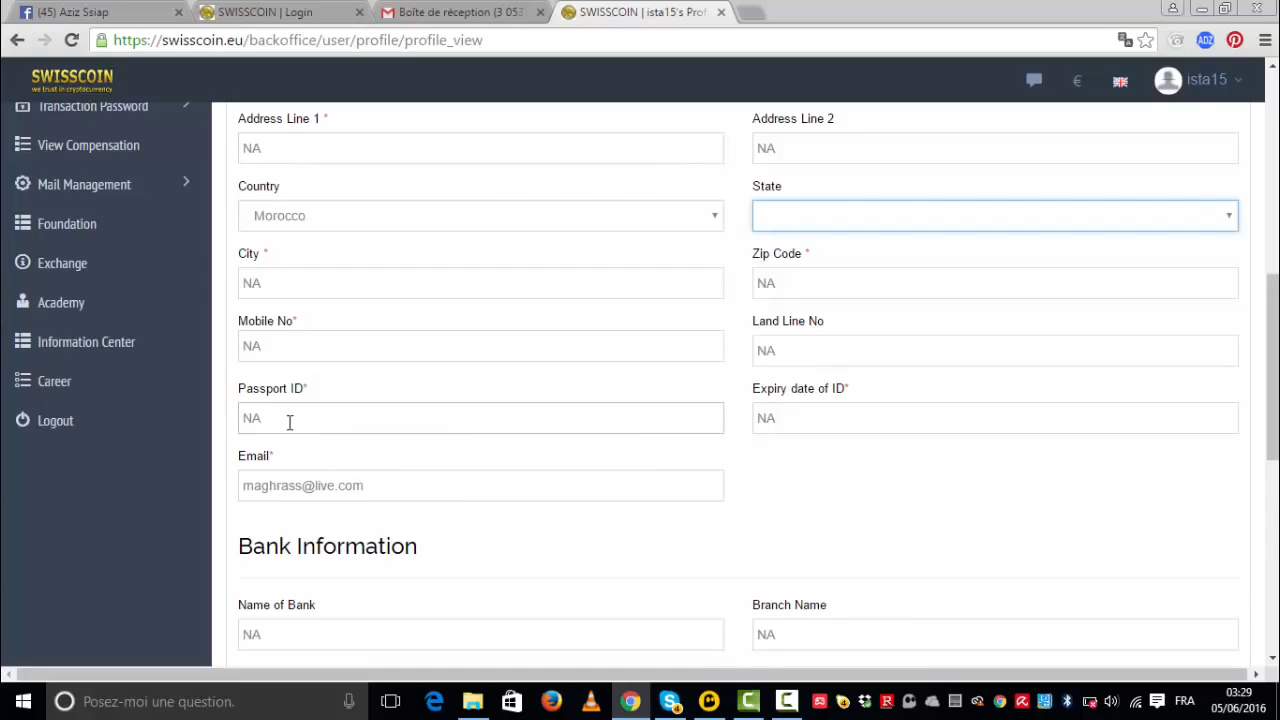 (45) Aziz Ssiap
SWISSCOIN | Login
Boîte de réception (3 053
SWISSCOIN | ista15's Prof
https://swisscoin.eu/backoffice/user/profile/profile_view
SWISSCOIN
we trust in cryptocurrency
€
ista15
Transaction Password
View Compensation
Mail Management
Foundation
Exchange
Academy
Information Center
Career
Logout
Address Line 1 *
Address Line 2
NA
NA
Country
State
Morocco
City *
Zip Code *
NA
NA
Mobile No*
Land Line No
NA
NA
Passport ID*
Expiry date of ID*
NA
NA
Email*
maghrass@live.com
Bank Information
Name of Bank
Branch Name
NA
NA
Posez-moi une question.
FRA
03:29
05/06/2016